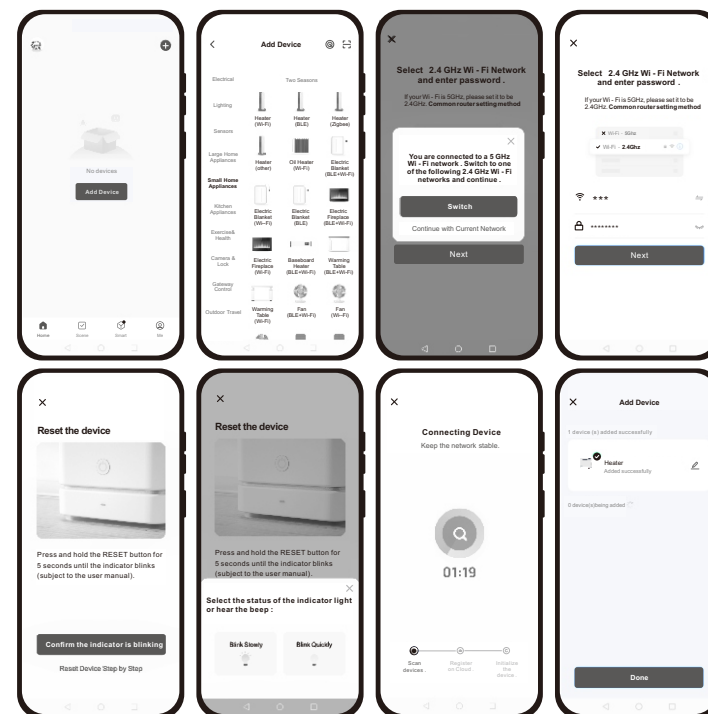 No devices
Add Device
Home
Scene
Smart
Me
Add Device
Electrical
Lighting
Sensors
Large Home
Appliances
Small Home
Appliances
Kitchen
Appliances
Exercise&
Health
Camera &
Lock
Gateway
Control
Outdoor Travel
Two Seasons
Heater
(Wi-Fi)
Heater
(BLE)
Heater
(Zigbee)
Heater
(other)
Oil Heater
(Wi-Fi)
Electric
Blanket
(BLE+Wi-Fi)
Electric
Blanket
(Wi-Fi)
Electric
Blanket
(BLE)
Electric
Fireplace
(BLE+Wi-Fi)
Electric
Fireplace
(Wi-Fi)
Baseboard
Heater
(BLE+Wi-Fi)
Warming
Table
(BLE+Wi-Fi)
Warming
Table
(Wi-Fi)
Fan
(BLE+Wi-Fi)
Fan
(Wi-Fi)
Select 2.4 GHz Wi - Fi Network
and enter password .
If your Wi - Fi is 5GHz, please set it to be
2.4GHz. Common router setting method
You are connected to a 5 GHz
Wi - Fi network . Switch to one
of the following 2.4 GHz Wi - Fi
networks and continue .
Switch
Continue with Current Network
Next
Select 2.4 GHz Wi - Fi Network
and enter password .
If your Wi - Fi is 5GHz, please set it to be
2.4GHz. Common router setting method
Wi-Fi - 5Ghz
Wi-Fi - 2.4Ghz
***
********
Next
Reset the device
Press and hold the RESET button for
5 seconds until the indicator blinks
(subject to the user manual).
Confirm the indicator is blinking
Reset Device Step by Step
Reset the device
Press and hold the RESET button for
5 seconds until the indicator blinks
(subject to the user manual).
Select the status of the indicator light
or hear the beep :
Blink Slowly
Blink Quickly
Connecting Device
Keep the network stable.
01:19
Scan
devices .
Register
on Cloud .
Initialize
the
device .
Add Device
1 device (s) added successfully
Heater
Added successfully
0 device(s)being added
Done